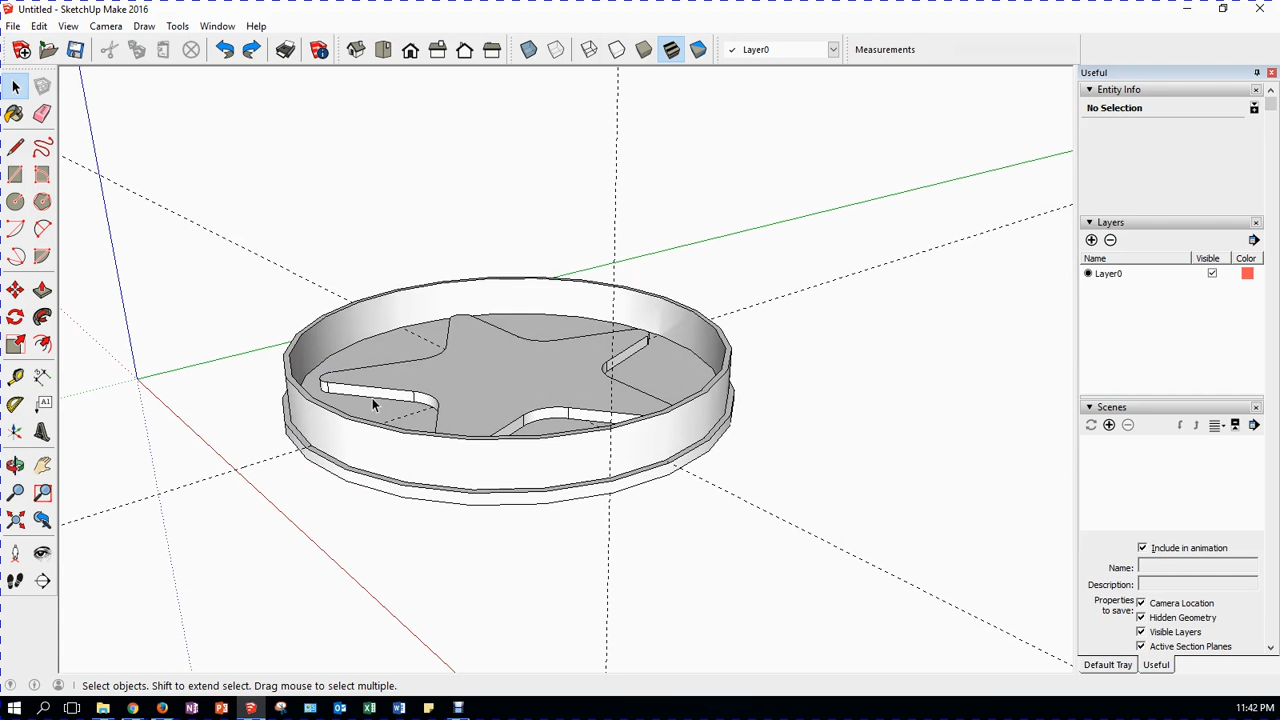 Untitled - SketchUp Make 2016
File Edit View Camera Draw Tools Window Help
Layer0
Measurements
Useful
Entity Info
No Selection
Layers
Name Visible Color
Layer0
Scenes
Include in animation
Name:
Description:
Properties to save:
Camera Location
Hidden Geometry
Visible Layers
Active Section Planes
Default Tray Useful
A1
Select objects. Shift to extend select. Drag mouse to select multiple.
11:42 PM